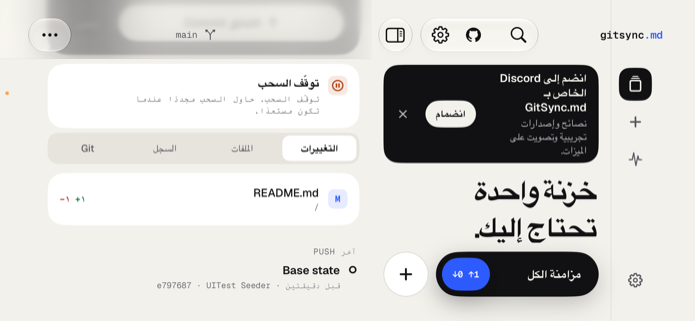 gitsync.md
main
انضم إلى Discord
الخاص بـ
GitSync.md
نصائح وإصدارات
تجريبية وتصويت على
الميزات.
انضمام
خزنة واحدة
تحتاج إليك.
مزامنة الكل
↓0 ↑1
توقّف السحب
توقّف السحب. حاول السحب مجددًا عندما
تكون مستعدًا.
التغييرات
الملفات
السجل
Git
M
README.md
/
+١ −١
آخر PUSH
Base state
قبل دقيقتين · e797687 · UITest Seeder